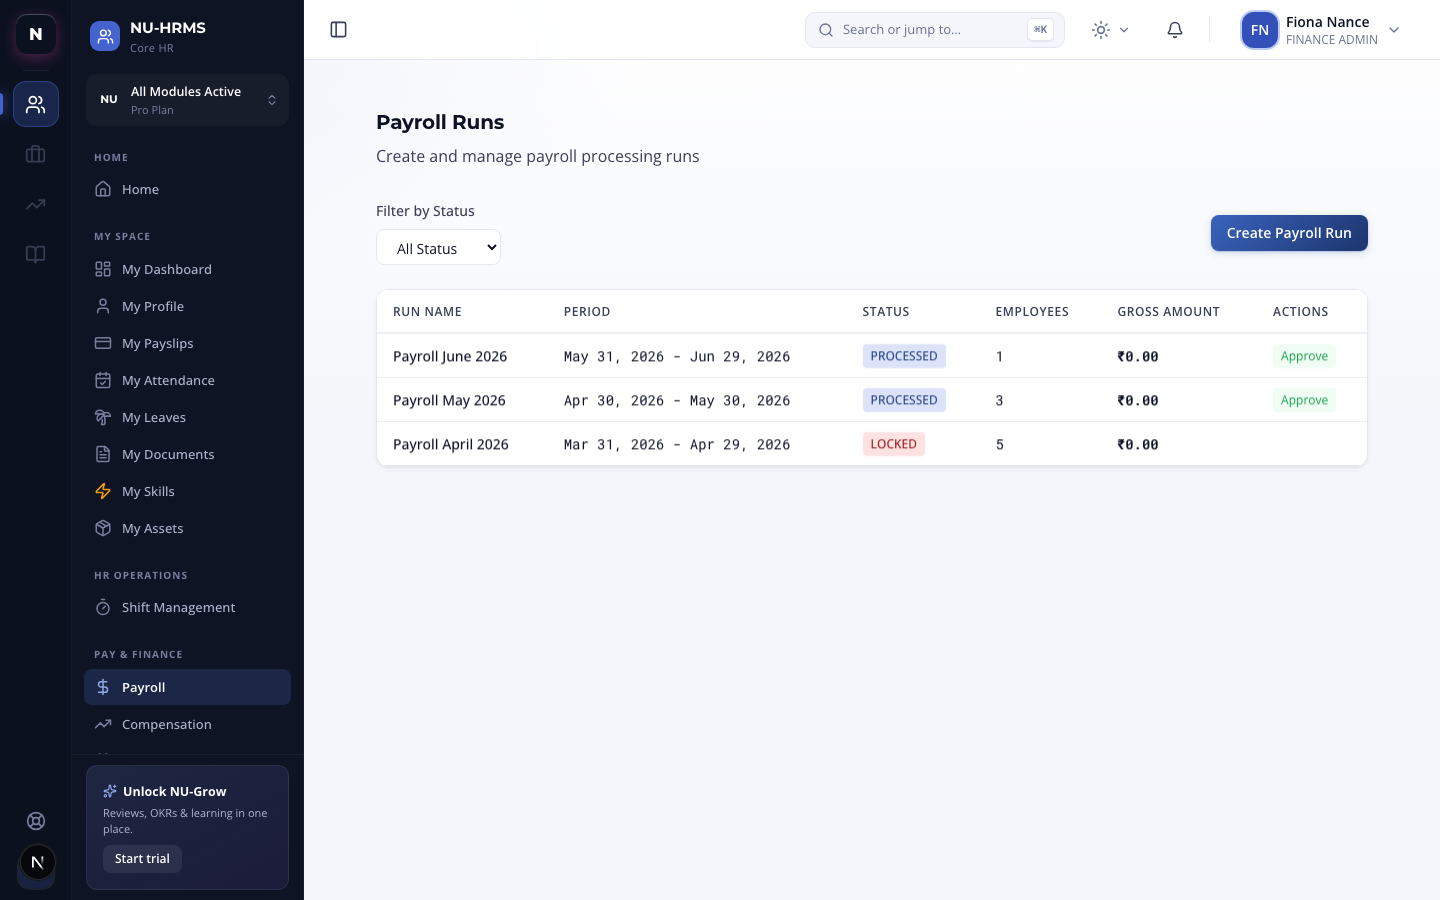 N
NU-HRMS
Core HR
NU
All Modules Active
Pro Plan
HOME
Home
MY SPACE
My Dashboard
My Profile
My Payslips
My Attendance
My Leaves
My Documents
My Skills
My Assets
HR OPERATIONS
Shift Management
PAY & FINANCE
Payroll
Compensation
Unlock NU-Grow
Reviews, OKRs & learning in one
place.
Start trial
N
Search or jump to...
⌘K
FN
Fiona Nance
FINANCE ADMIN
Payroll Runs
Create and manage payroll processing runs
Filter by Status
All Status
Create Payroll Run
RUN NAME PERIOD STATUS EMPLOYEES GROSS AMOUNT ACTIONS
Payroll June 2026 May 31, 2026 - Jun 29, 2026 PROCESSED 1 ₹0.00 Approve
Payroll May 2026 Apr 30, 2026 - May 30, 2026 PROCESSED 3 ₹0.00 Approve
Payroll April 2026 Mar 31, 2026 - Apr 29, 2026 LOCKED 5 ₹0.00